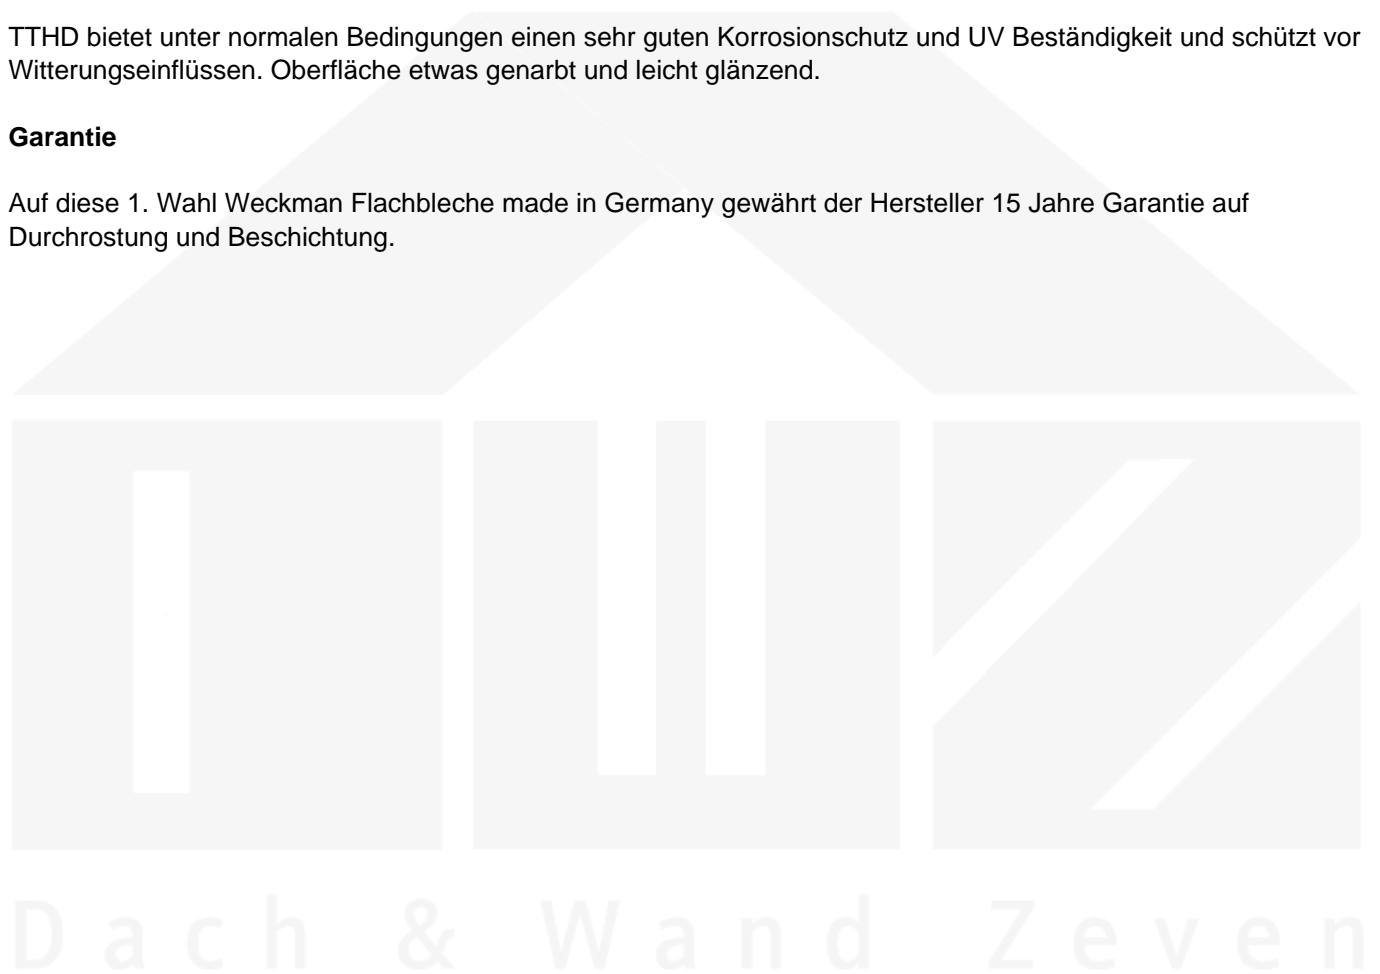 TTHD bietet unter normalen Bedingungen einen sehr guten Korrosionschutz und UV Beständigkeit und schützt vor
Witterungseinflüssen. Oberfläche etwas genarbt und leicht glänzend.
Garantie
Auf diese 1. Wahl Weckman Flachbleche made in Germany gewährt der Hersteller 15 Jahre Garantie auf
Durchrostung und Beschichtung.
Dach & Wand Zeven